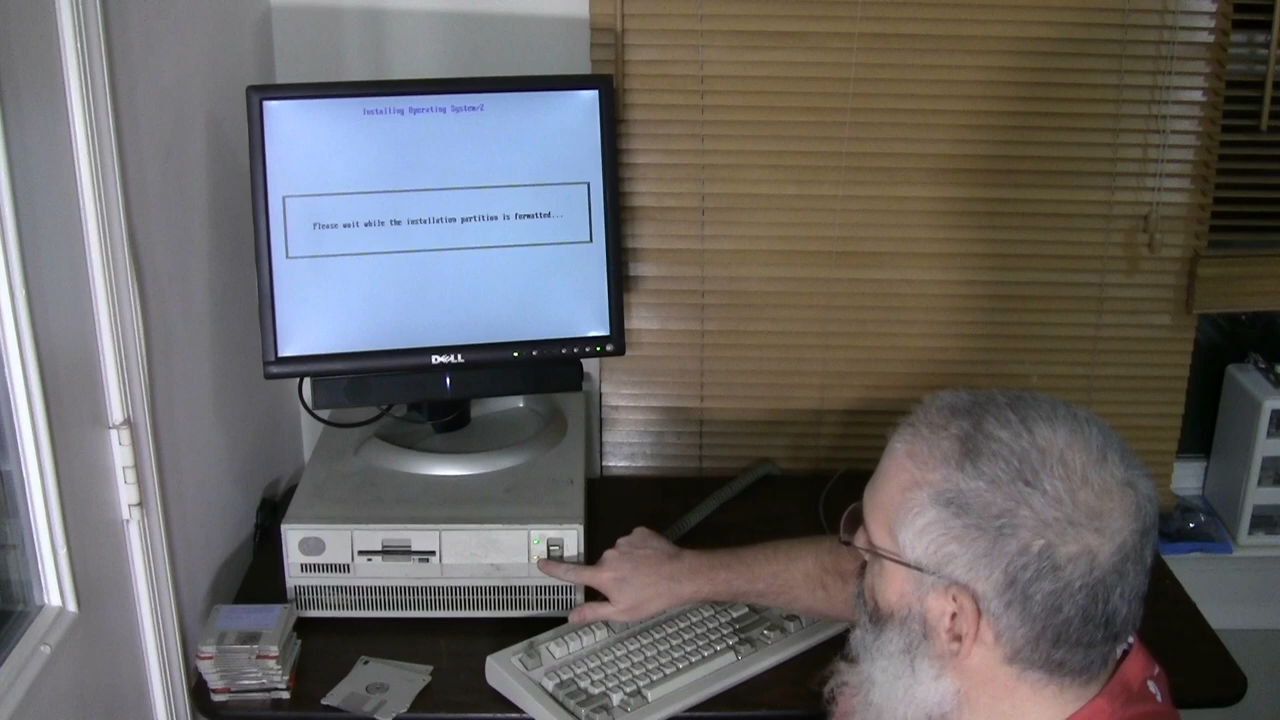 Installing Operating System/2
Please wait while the installation partition is formatted...
DELL